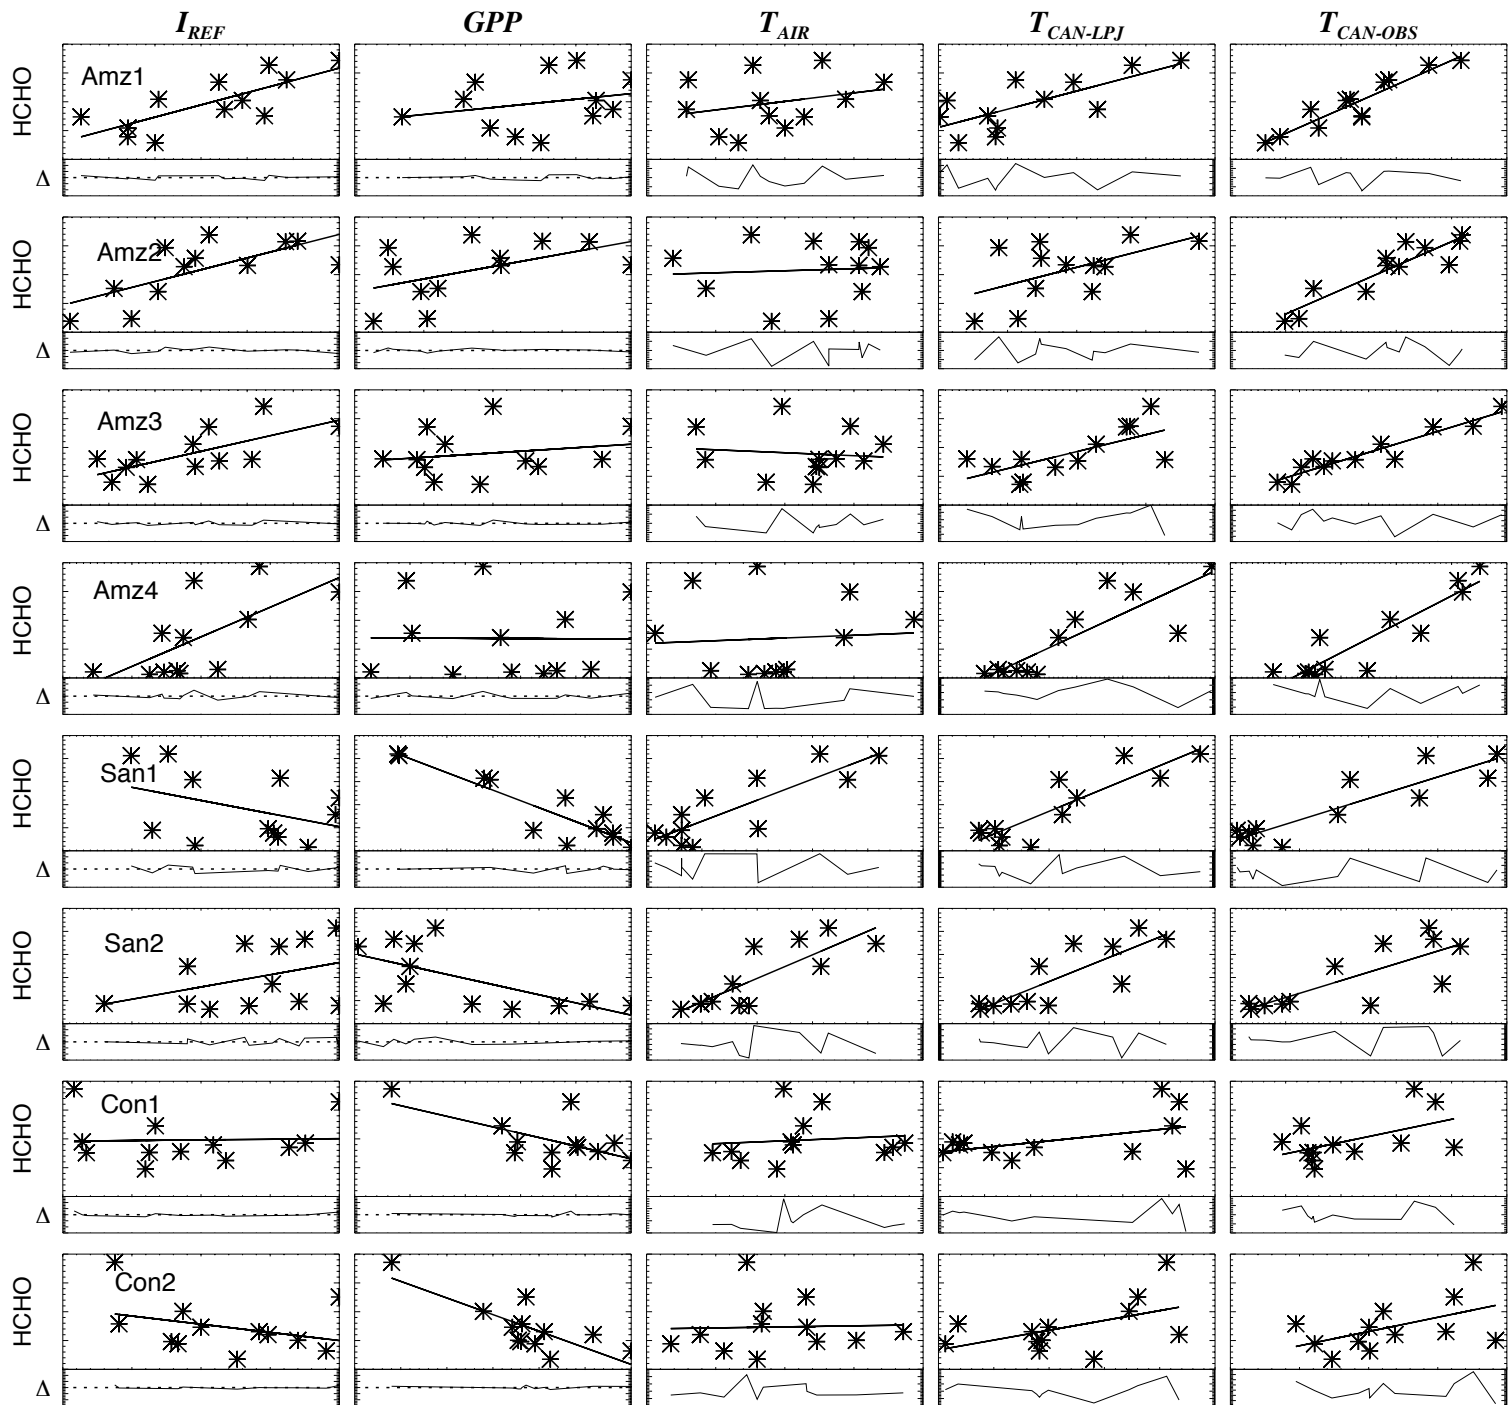 I_REF GPP T_AIR T_CAN-LPJ T_CAN-OBS
HCHO Amz1
Δ
HCHO Amz2
Δ
HCHO Amz3
Δ
HCHO Amz4
Δ
HCHO San1
Δ
HCHO San2
Δ
HCHO Con1
Δ
HCHO Con2
Δ